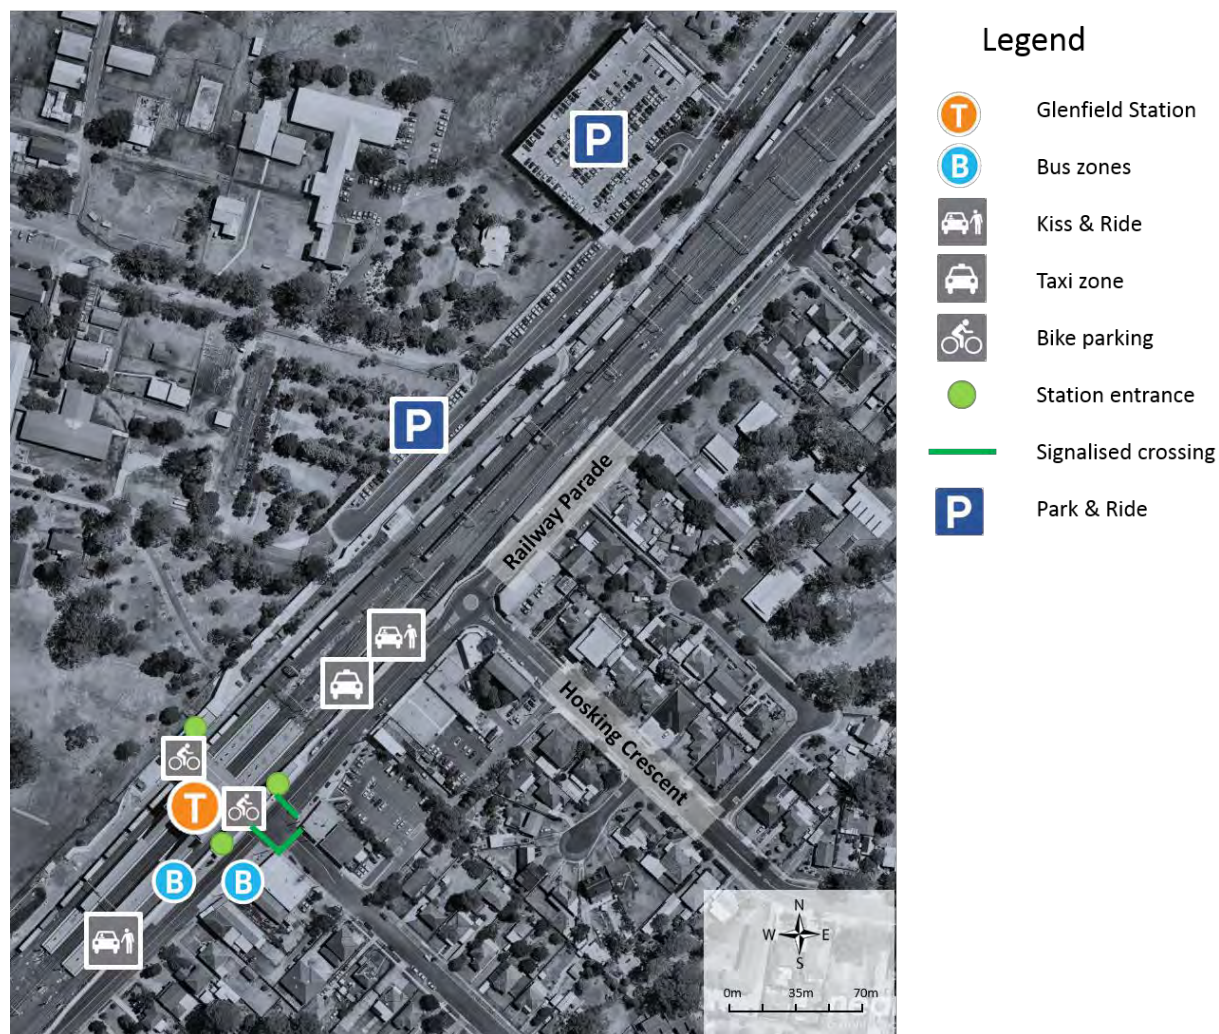 Legend
T Glenfield Station
B Bus zones
Kiss & Ride
Taxi zone
Bike parking
Station entrance
Signalised crossing
P Park & Ride
P
P
Railway Parade
Hosking Crescent
T
B
B
N
W E
S
0m 35m 70m